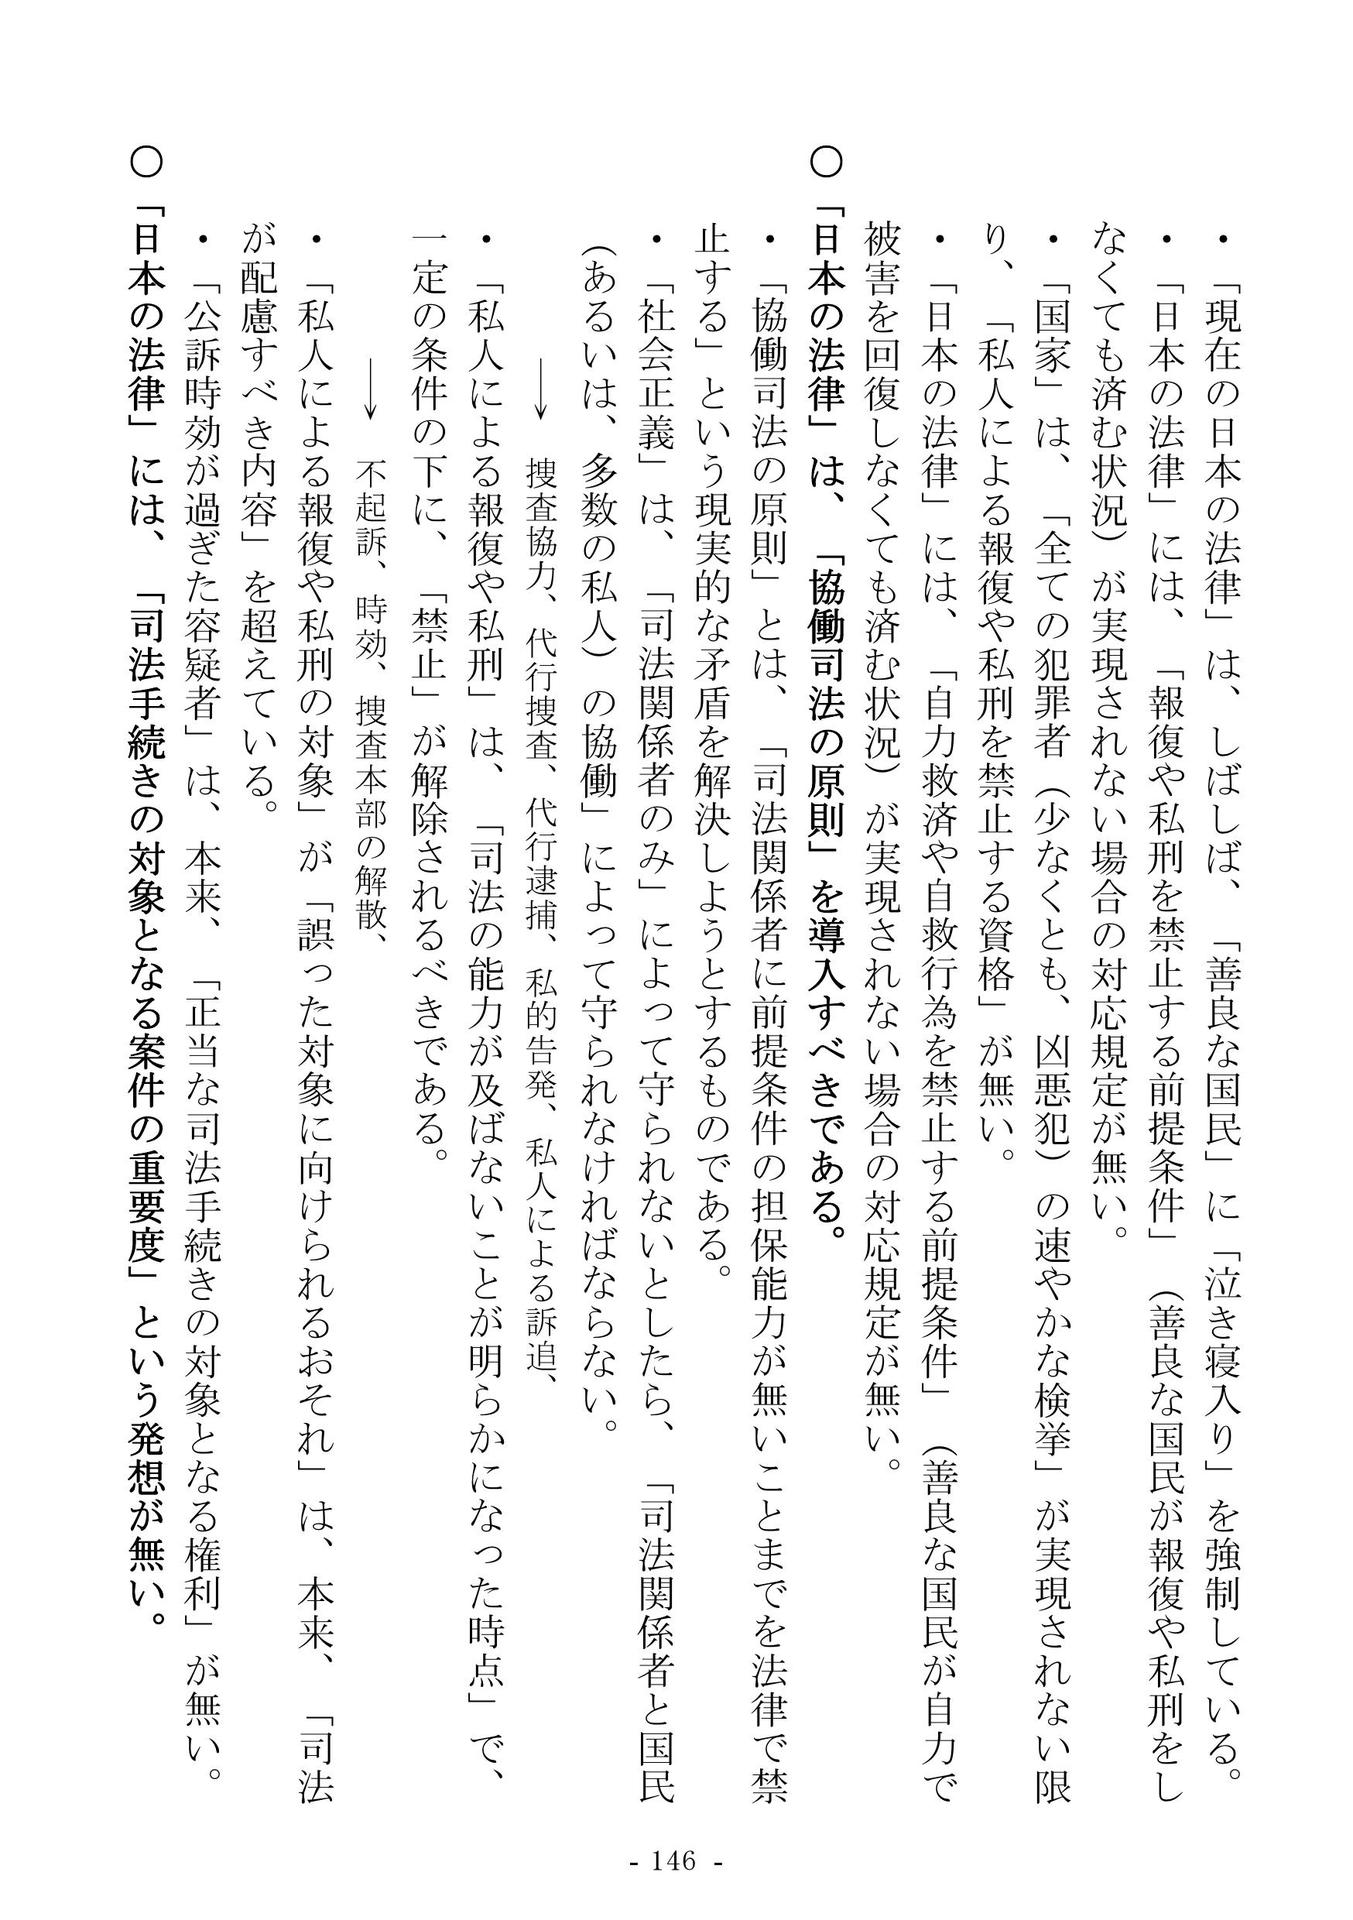 ・「現在の日本の法律」は、しばしば、「善良な国民」に「泣き寝入り」を強制している。
・「日本の法律」には、「報復や私刑を禁止する前提条件」（善良な国民が報復や私刑をし
なくても済む状況）が実現されない場合の対応規定が無い。
・「国家」は、「全ての犯罪者（少なくとも、凶悪犯）の速やかな検挙」が実現されない限
り、「私人による報復や私刑を禁止する資格」が無い。
・「日本の法律」には、「自力救済や自救行為を禁止する前提条件」（善良な国民が自力で
被害を回復しなくても済む状況）が実現されない場合の対応規定が無い。
○「日本の法律」は、「協働司法の原則」を導入すべきである。
・「協働司法の原則」とは、「司法関係者に前提条件の担保能力が無いことまでを法律で禁
止する」という現実的な矛盾を解決しようとするものである。
・「社会正義」は、「司法関係者のみ」によって守られないとしたら、「司法関係者と国民
（あるいは、多数の私人）の協働」によって守られなければならない。
→　捜査協力、代行捜査、代行逮捕、私的告発、私人による訴追、
・「私人による報復や私刑」は、「司法の能力が及ばないことが明らかになった時点」で、
一定の条件の下に、「禁止」が解除されるべきである。
→　不起訴、時効、捜査本部の解散、
・「私人による報復や私刑の対象」が「誤った対象に向けられるおそれ」は、本来、「司法
が配慮すべき内容」を超えている。
・「公訴時効が過ぎた容疑者」は、本来、「正当な司法手続きの対象となる権利」が無い。
○「日本の法律」には、「司法手続きの対象となる案件の重要度」という発想が無い。
- 146 -